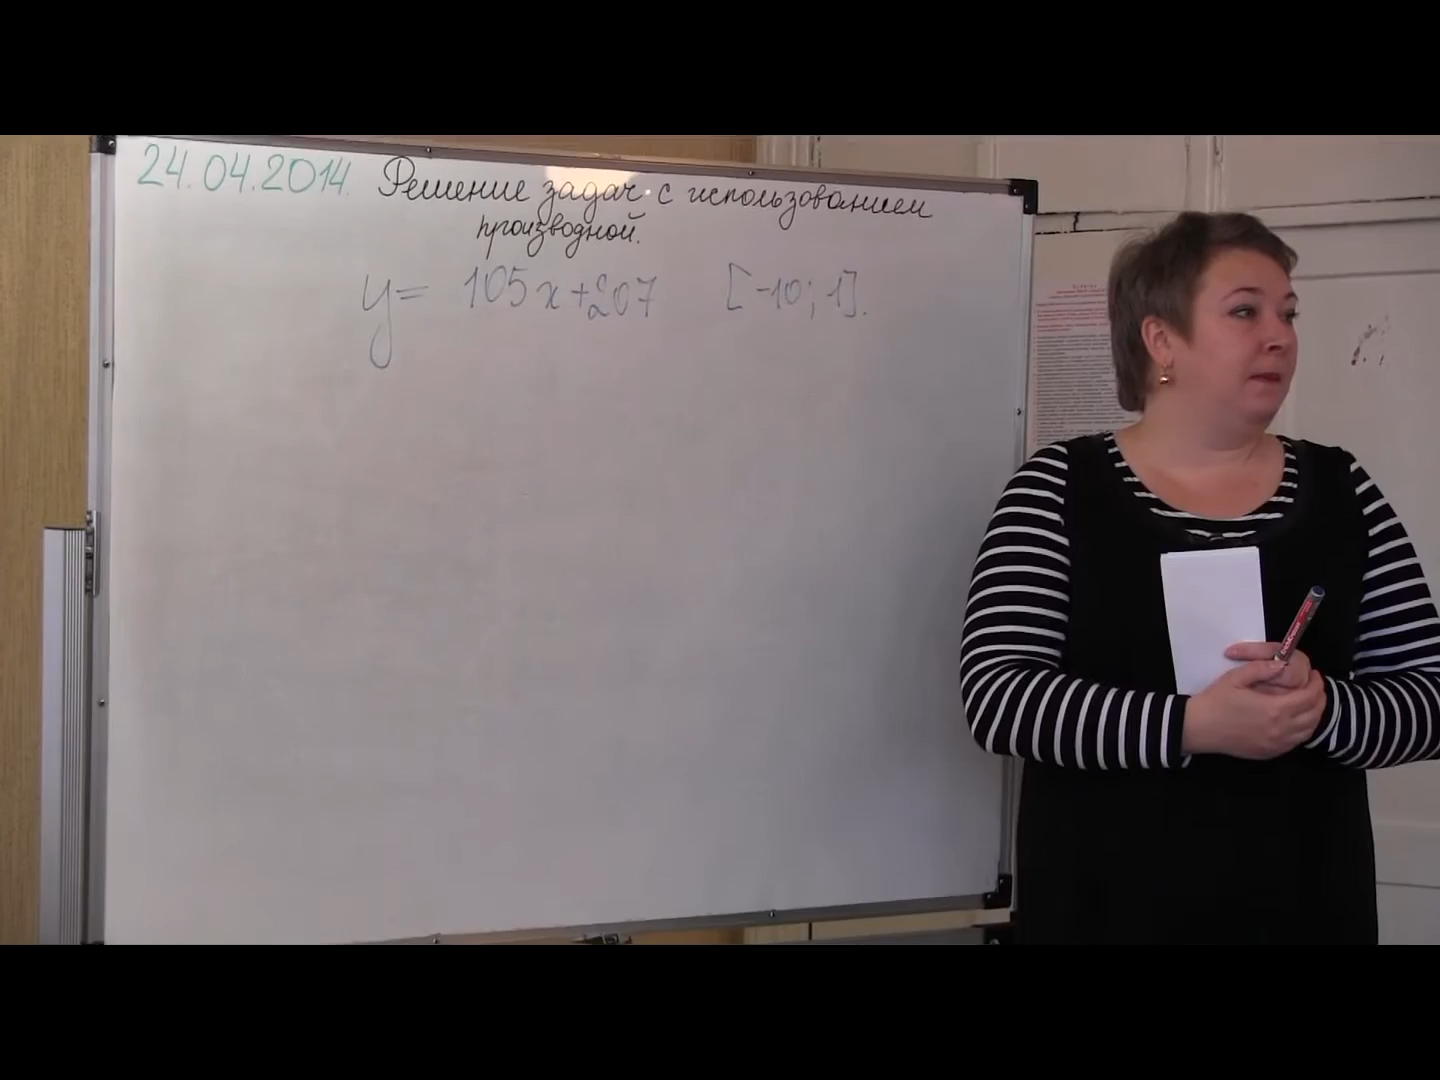 24.04.2014. Решение задач с использованием
производной.
y= 105x+207 [-10; 1].